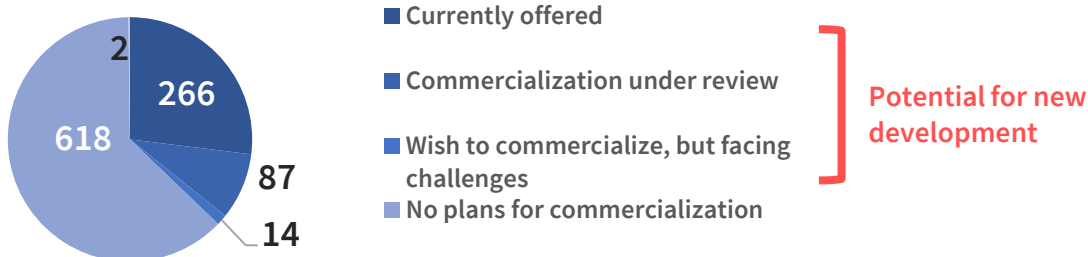 2
266
618
87
14
Currently offered
Commercialization under review
Wish to commercialize, but facing
challenges
No plans for commercialization
Potential for new
development